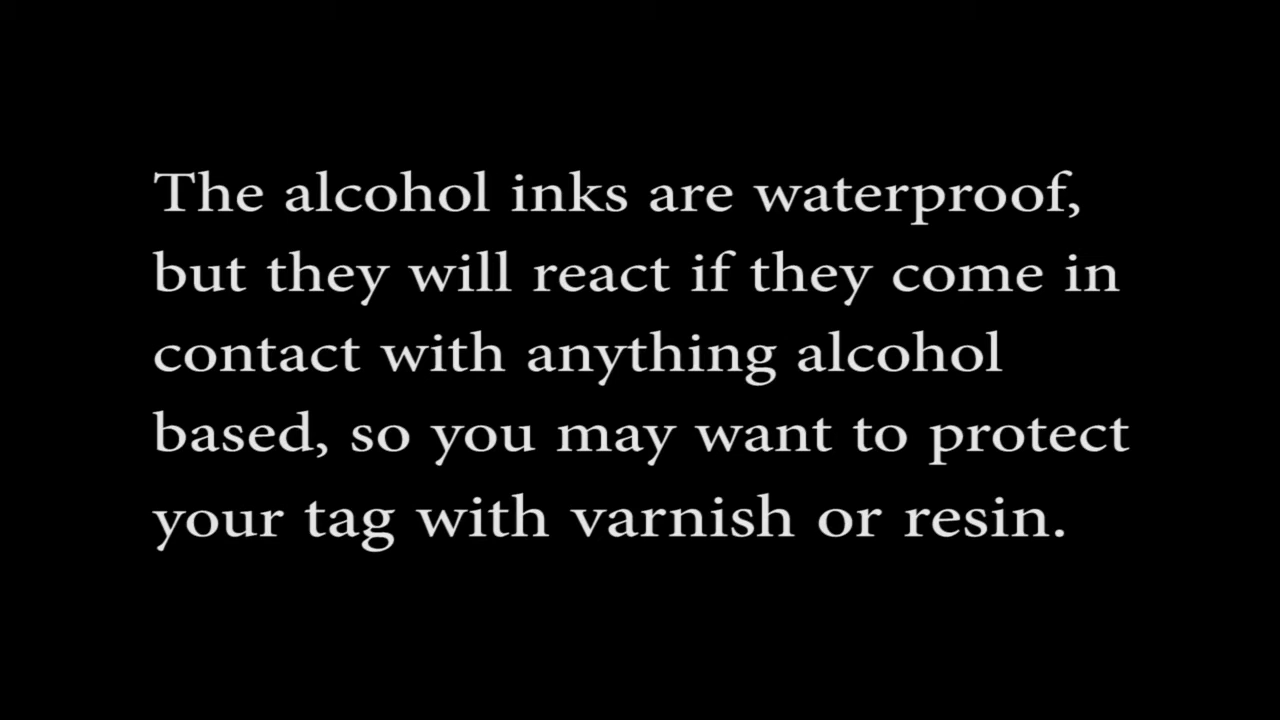 The alcohol inks are waterproof,
but they will react if they come in
contact with anything alcohol
based, so you may want to protect
your tag with varnish or resin.